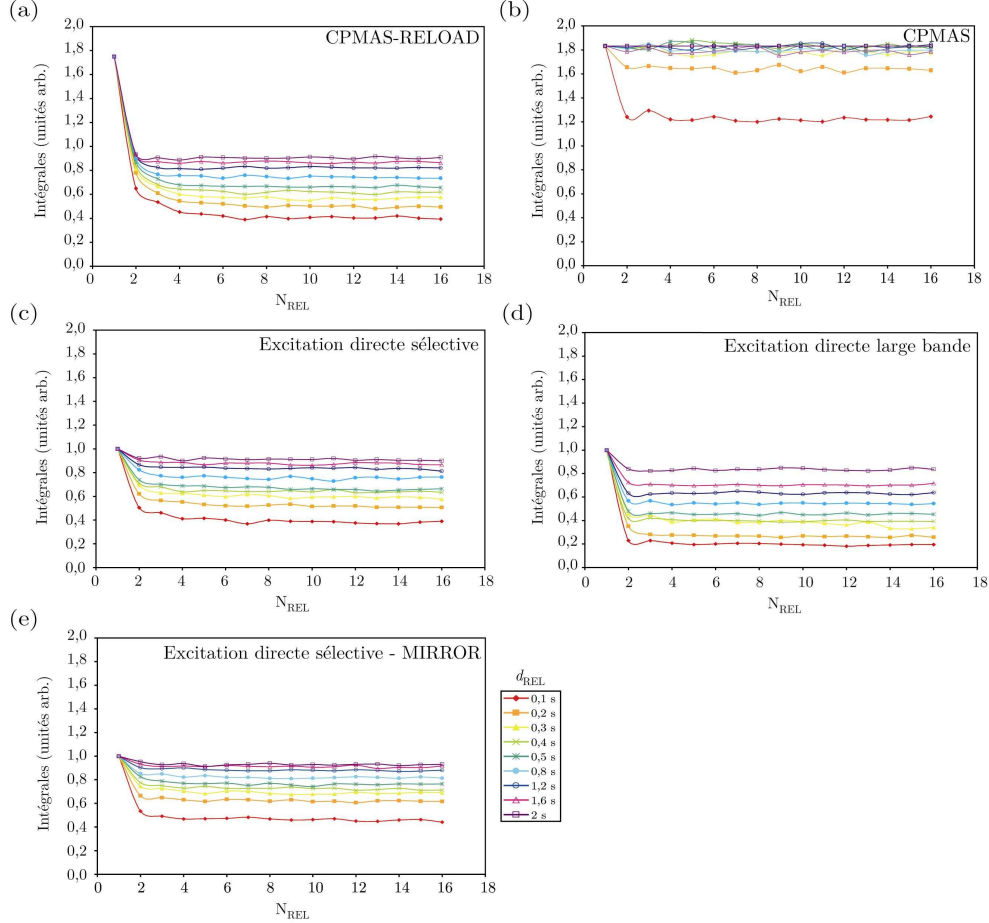 (a)
CPMAS-RELOAD
Intégrales (unités arb.)
2,0
1,8
1,6
1,4
1,2
1,0
0,8
0,6
0,4
0,2
0,0
0 2 4 6 8 10 12 14 16 18
N_REL
(b)
CPMAS
Intégrales (unités arb.)
2,0
1,8
1,6
1,4
1,2
1,0
0,8
0,6
0,4
0,2
0,0
0 2 4 6 8 10 12 14 16 18
N_REL
(c)
Excitation directe sélective
Intégrales (unités arb.)
2,0
1,8
1,6
1,4
1,2
1,0
0,8
0,6
0,4
0,2
0,0
0 2 4 6 8 10 12 14 16 18
N_REL
(d)
Excitation directe large bande
Intégrales (unités arb.)
2,0
1,8
1,6
1,4
1,2
1,0
0,8
0,6
0,4
0,2
0,0
0 2 4 6 8 10 12 14 16 18
N_REL
(e)
Excitation directe sélective - MIRROR
Intégrales (unités arb.)
2,0
1,8
1,6
1,4
1,2
1,0
0,8
0,6
0,4
0,2
0,0
0 2 4 6 8 10 12 14 16 18
N_REL
d_REL
0,1 s
0,2 s
0,3 s
0,4 s
0,5 s
0,8 s
1,2 s
1,6 s
2 s